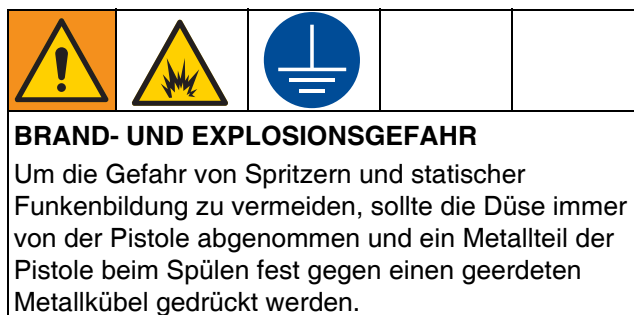 BRAND- UND EXPLOSIONSGEFAHR
Um die Gefahr von Spritzern und statischer
Funkenbildung zu vermeiden, sollte die Düse immer
von der Pistole abgenommen und ein Metallteil der
Pistole beim Spülen fest gegen einen geerdeten
Metallkübel gedrückt werden.